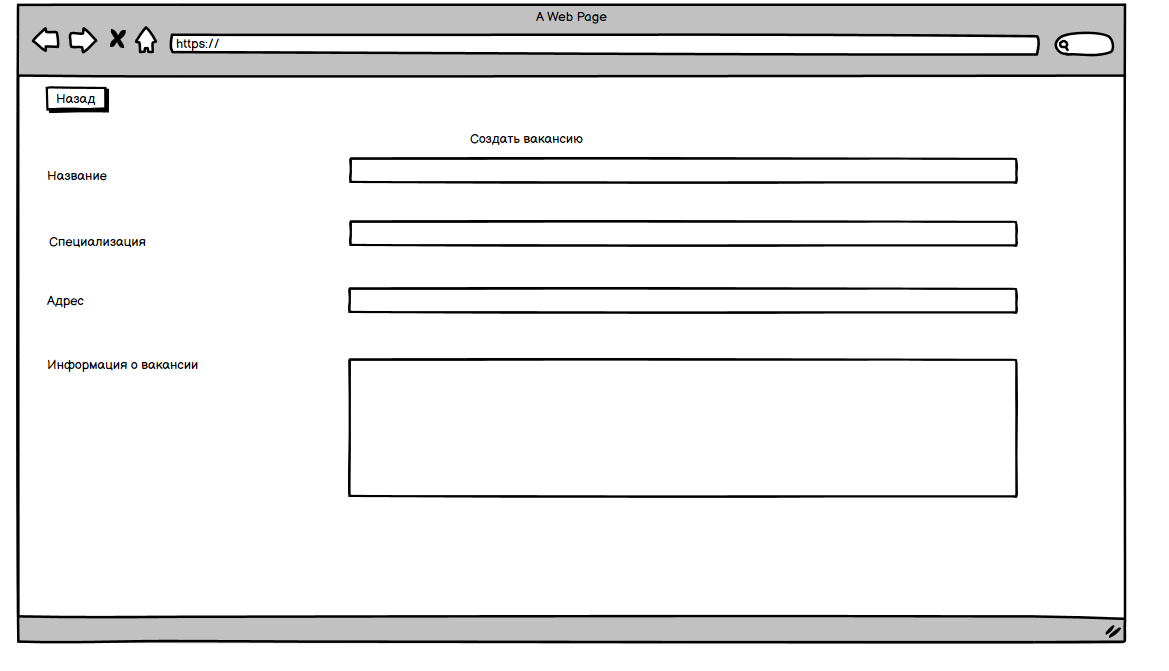 A Web Page
https://
Назад
Создать вакансию
Название
Специализация
Адрес
Информация о вакансии